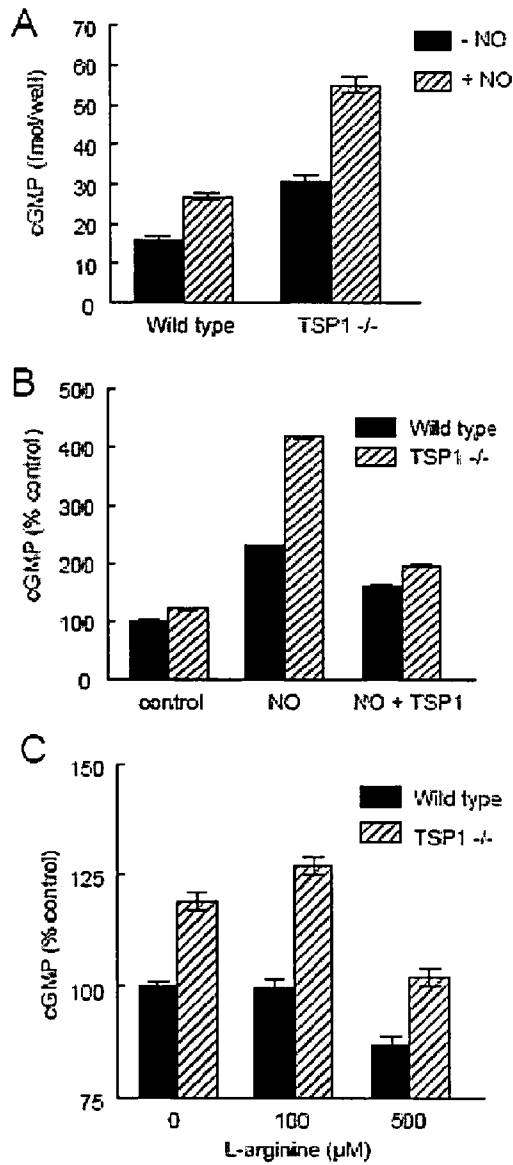 A
cGMP (fmol/well)
70
60
50
40
30
20
10
0
- NO
+ NO
Wild type
TSP1 -/-
B
cGMP (% control)
500
400
300
200
100
0
Wild type
TSP1 -/-
control
NO
NO + TSP1
C
cGMP (% control)
150
125
100
75
Wild type
TSP1 -/-
0
100
500
L-arginine (µM)